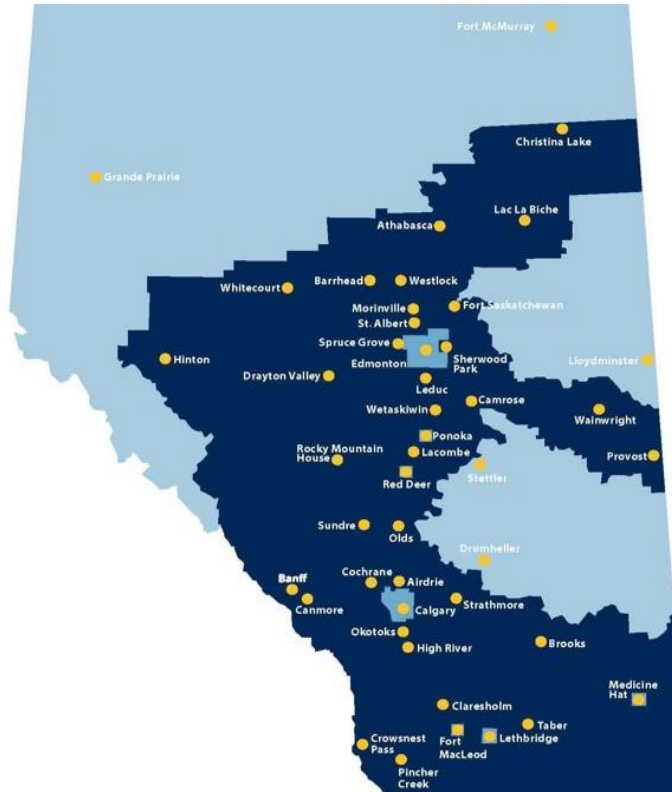 Fort McMurray
Christina Lake
Grande Prairie
Lac La Biche
Athabasca
Barrhead
Westlock
Whitecourt
Morinville
Fort Saskatchewan
St. Albert
Spruce Grove
Edmonton
Sherwood
Park
Hinton
Lloydminster
Drayton Valley
Leduc
Camrose
Wetaskiwin
Wainwright
Ponoka
Rocky Mountain
House
Lacombe
Provost
Red Deer
Stettler
Sundre
Olds
Drumheller
Banff
Cochrane
Airdrie
Canmore
Calgary
Strathmore
Okotoks
High River
Brooks
Medicine
Hat
Claresholm
Taber
Crowsnest
Pass
Fort
MacLeod
Lethbridge
Pincher
Creek